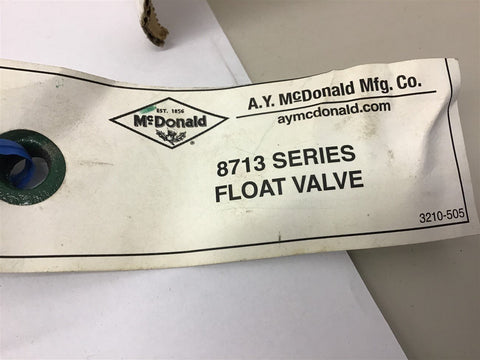 EST. 1856
McDonald
A.Y. McDonald Mfg. Co.
aymcdonald.com
8713 SERIES
FLOAT VALVE
3210-505